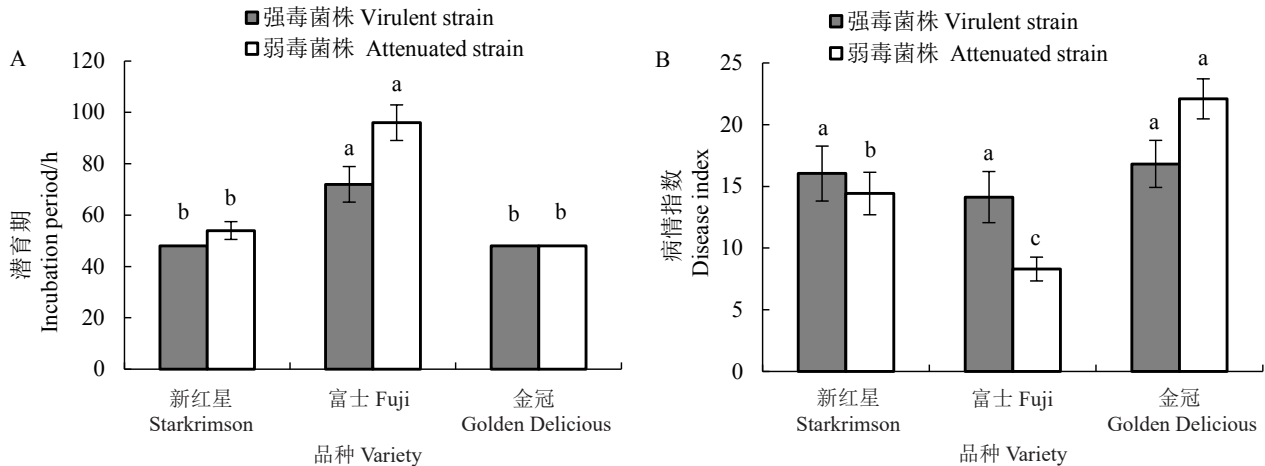 强毒菌株 Virulent strain
弱毒菌株 Attenuated strain
A
120
100
80
60
40
20
0
潜育期
Incubation period/h
b
b
a
a
b
b
新红星
Starkrimson
富士 Fuji
金冠
Golden Delicious
品种 Variety
强毒菌株 Virulent strain
弱毒菌株 Attenuated strain
B
25
20
15
10
5
0
病情指数
Disease index
a
b
a
c
a
a
新红星
Starkrimson
富士 Fuji
金冠
Golden Delicious
品种 Variety